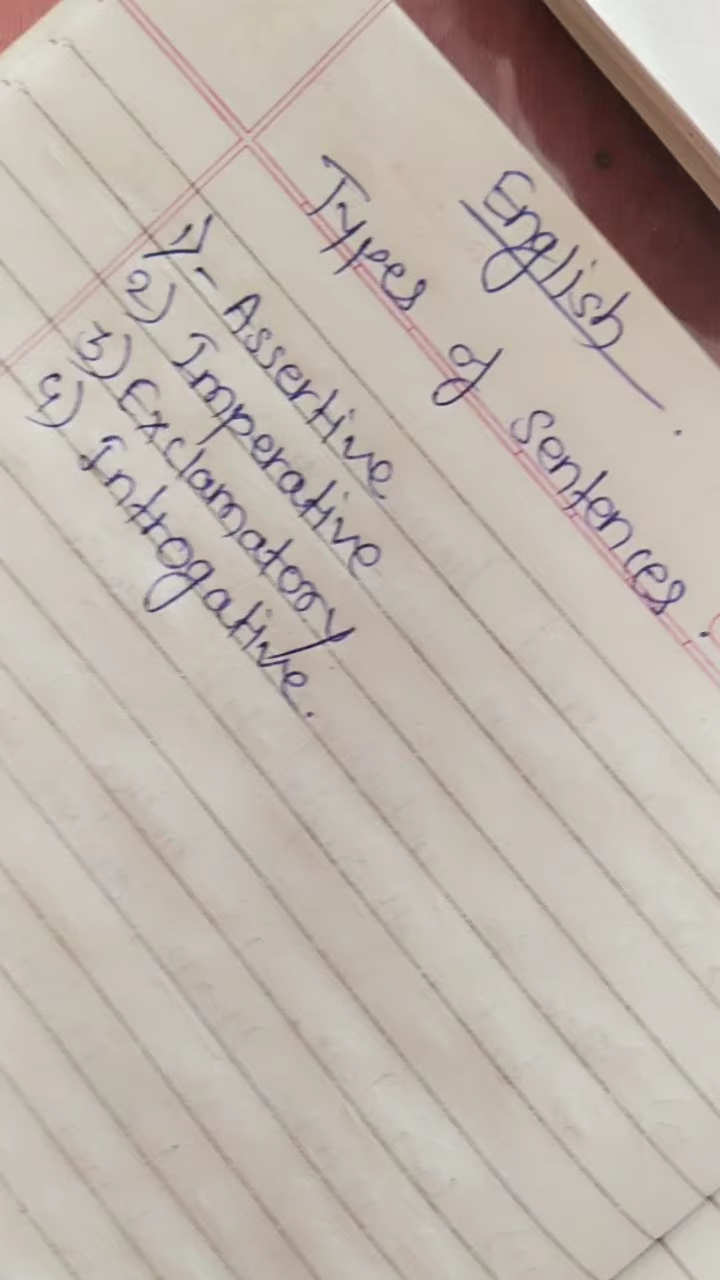 English.
Types of Sentences.
1) - Assertive
2) Imperative
3) Exclamatory
4) Introgative.